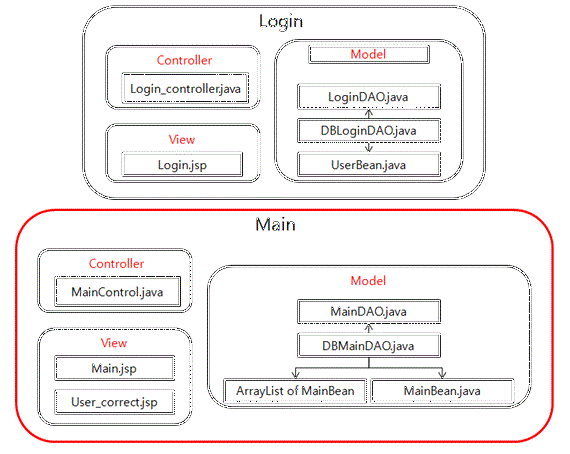 Login
Controller
Login_controller.java
View
Login.jsp
Model
LoginDAO.java
DBLoginDAO.java
UserBean.java
Main
Controller
MainControl.java
View
Main.jsp
User_correct.jsp
Model
MainDAO.java
DBMainDAO.java
ArrayList of MainBean
MainBean.java